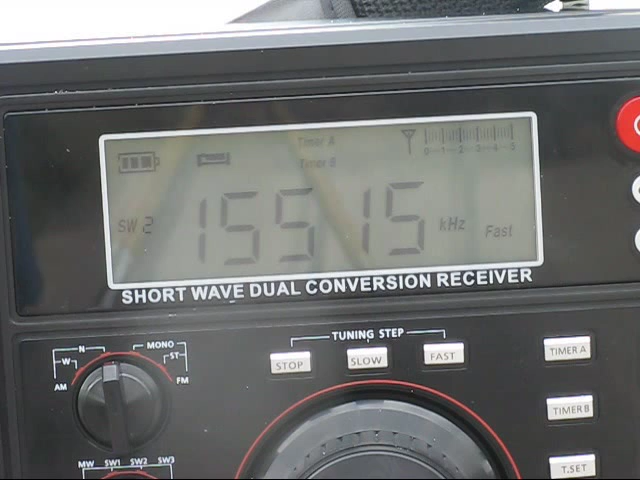 Timer A
Timer B
0 1 2 3 4 5
SW 2 15515 kHz Fast
SHORT WAVE DUAL CONVERSION RECEIVER
TUNING STEP
STOP SLOW FAST
TIMER A
TIMER B
T.SET
N MONO
W ST
AM FM
MW SW1 SW2 SW3